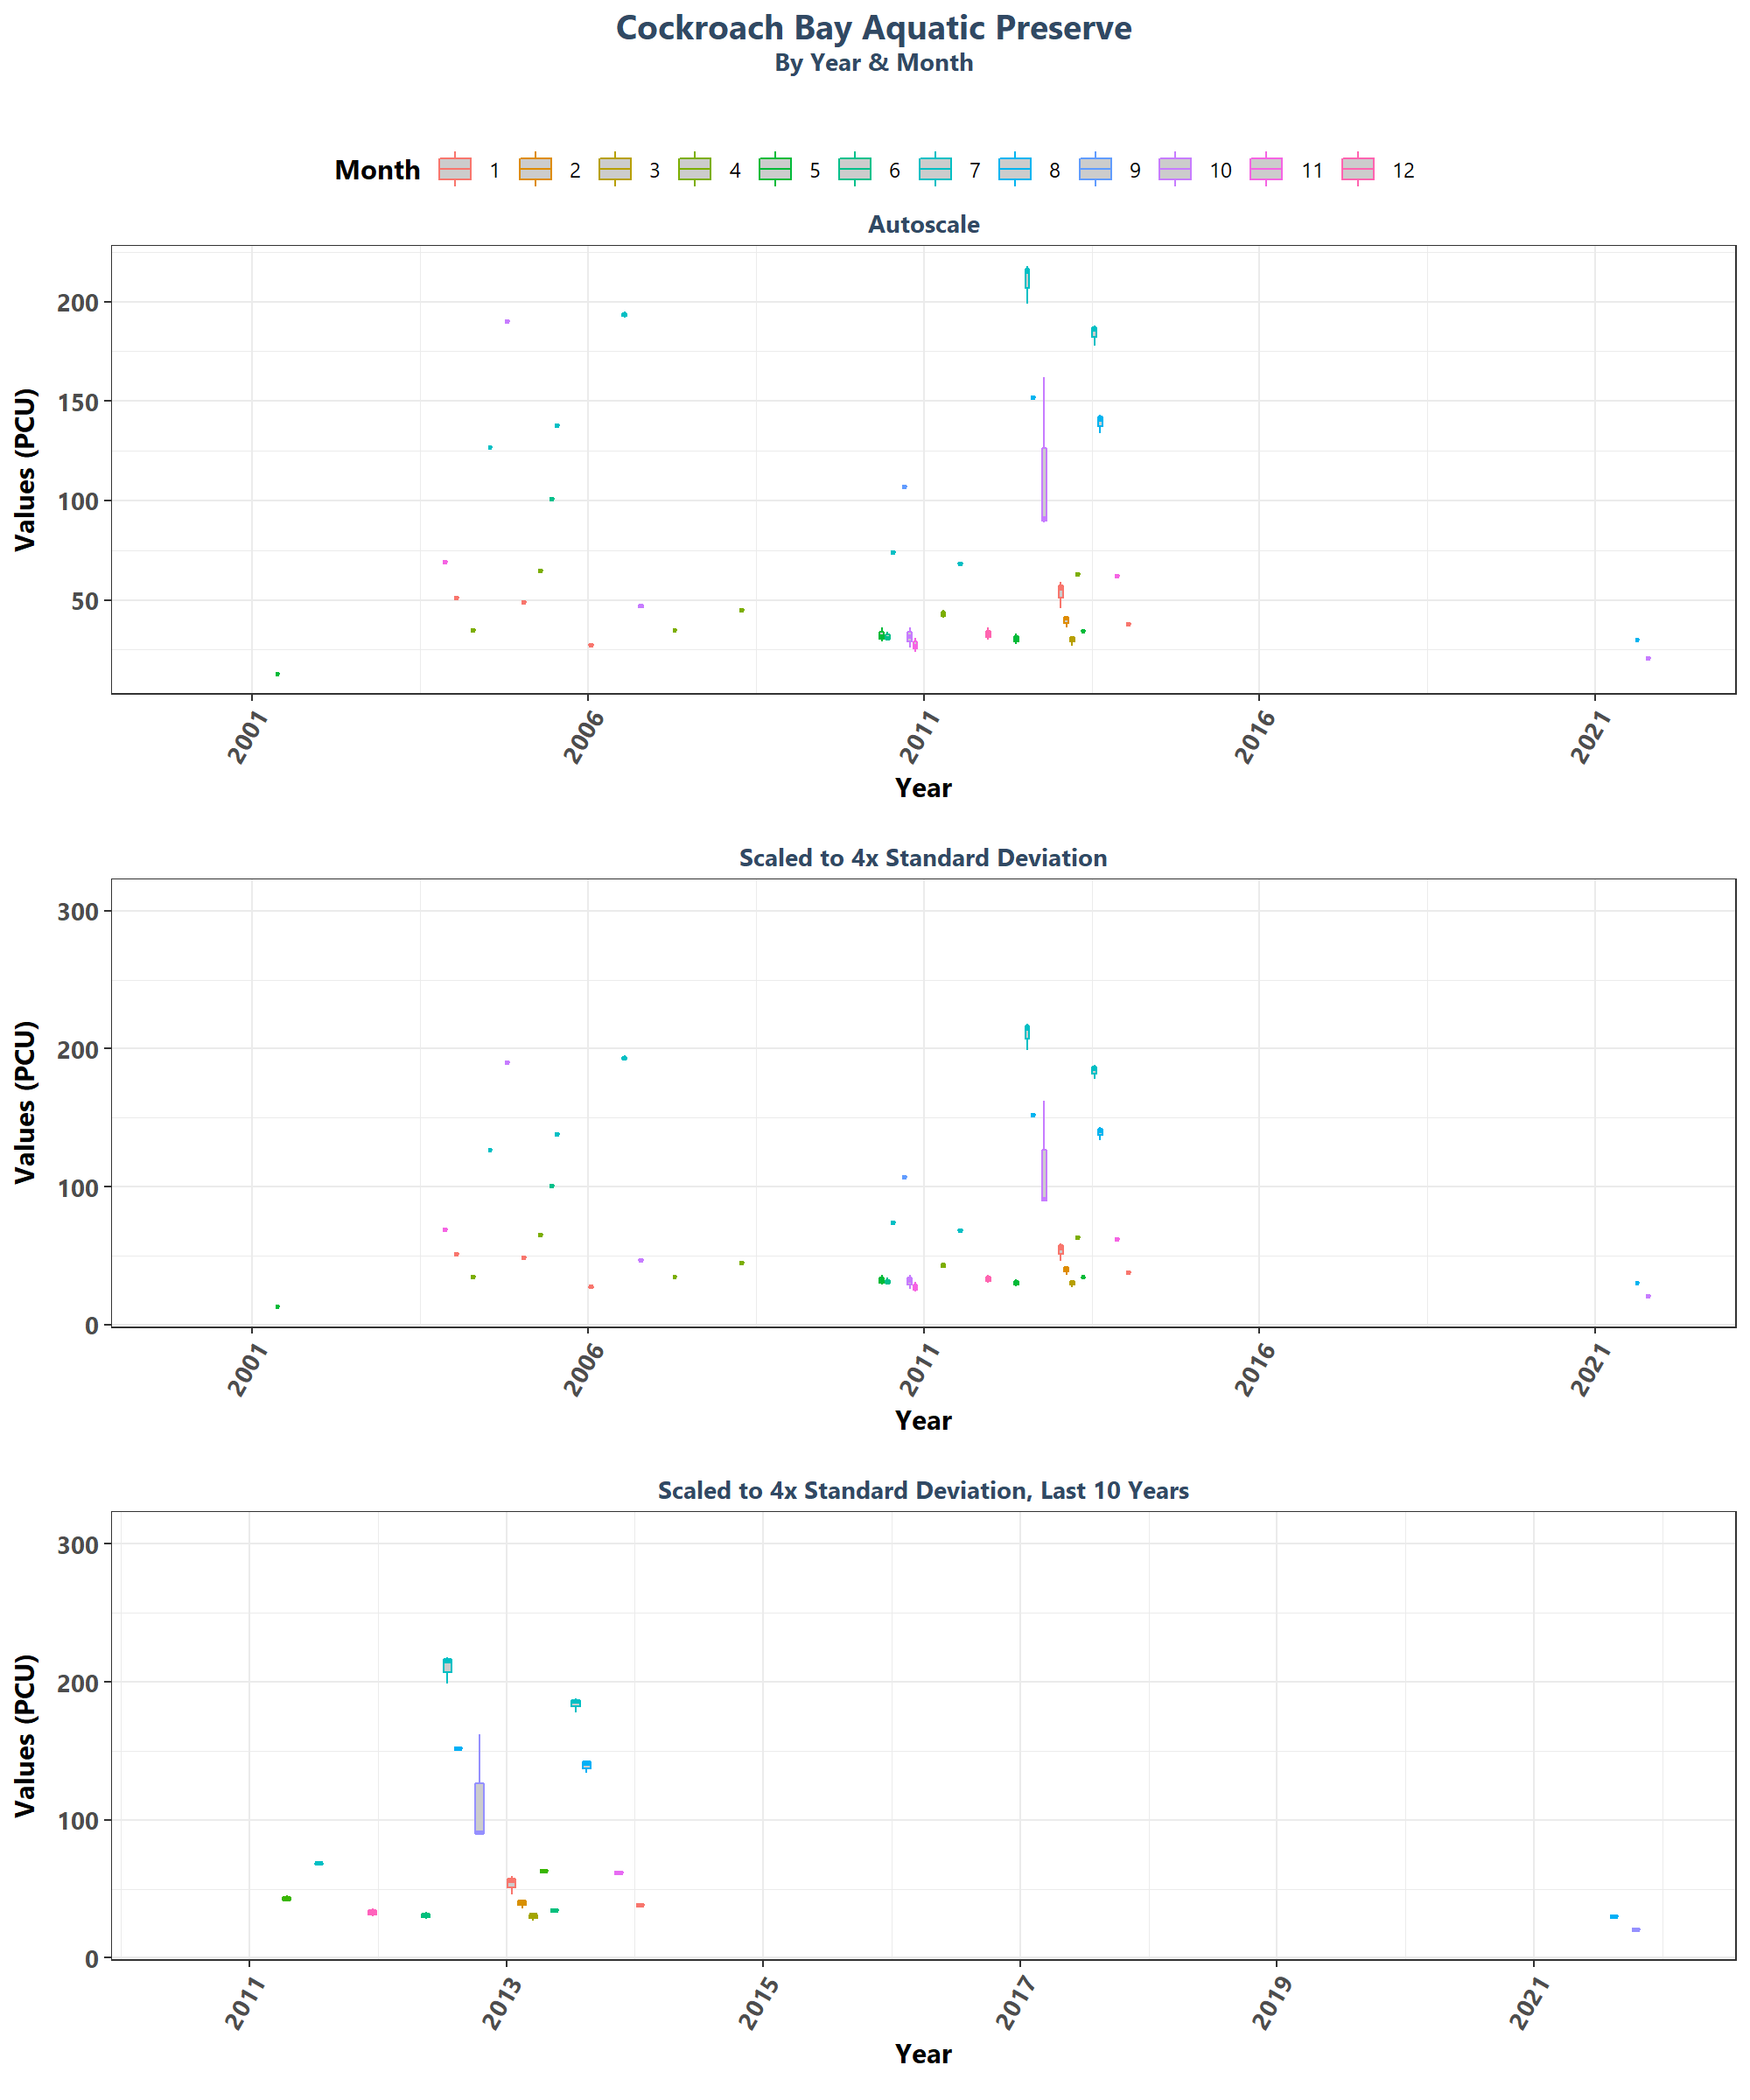 Cockroach Bay Aquatic Preserve
By Year & Month
Month 1 2 3 4 5 6 7 8 9 10 11 12
Autoscale
Values (PCU)
200
150
100
50
2001 2006 2011 2016 2021
Year
Scaled to 4x Standard Deviation
Values (PCU)
300
200
100
0
2001 2006 2011 2016 2021
Year
Scaled to 4x Standard Deviation, Last 10 Years
Values (PCU)
300
200
100
0
2011 2013 2015 2017 2019 2021
Year